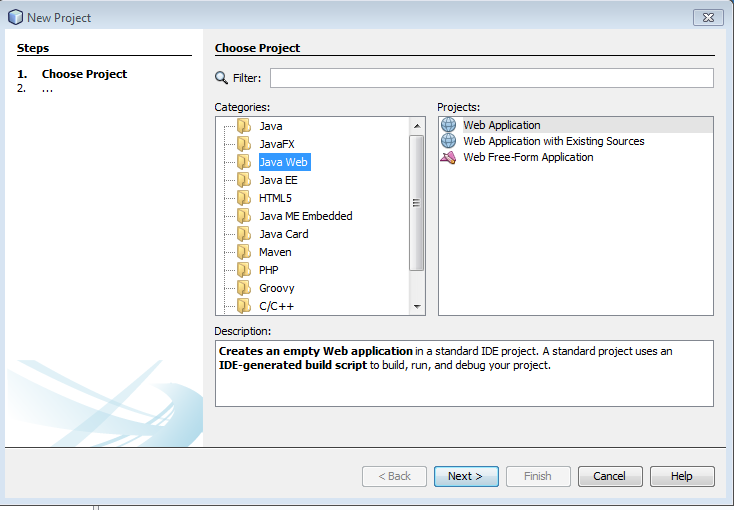 New Project
Steps
1. Choose Project
2. ...
Choose Project
Filter:
Categories:
Java
JavaFX
Java Web
Java EE
HTML5
Java ME Embedded
Java Card
Maven
PHP
Groovy
C/C++
Projects:
Web Application
Web Application with Existing Sources
Web Free-Form Application
Description:
Creates an empty Web application in a standard IDE project. A standard project uses an
IDE-generated build script to build, run, and debug your project.
< Back
Next >
Finish
Cancel
Help